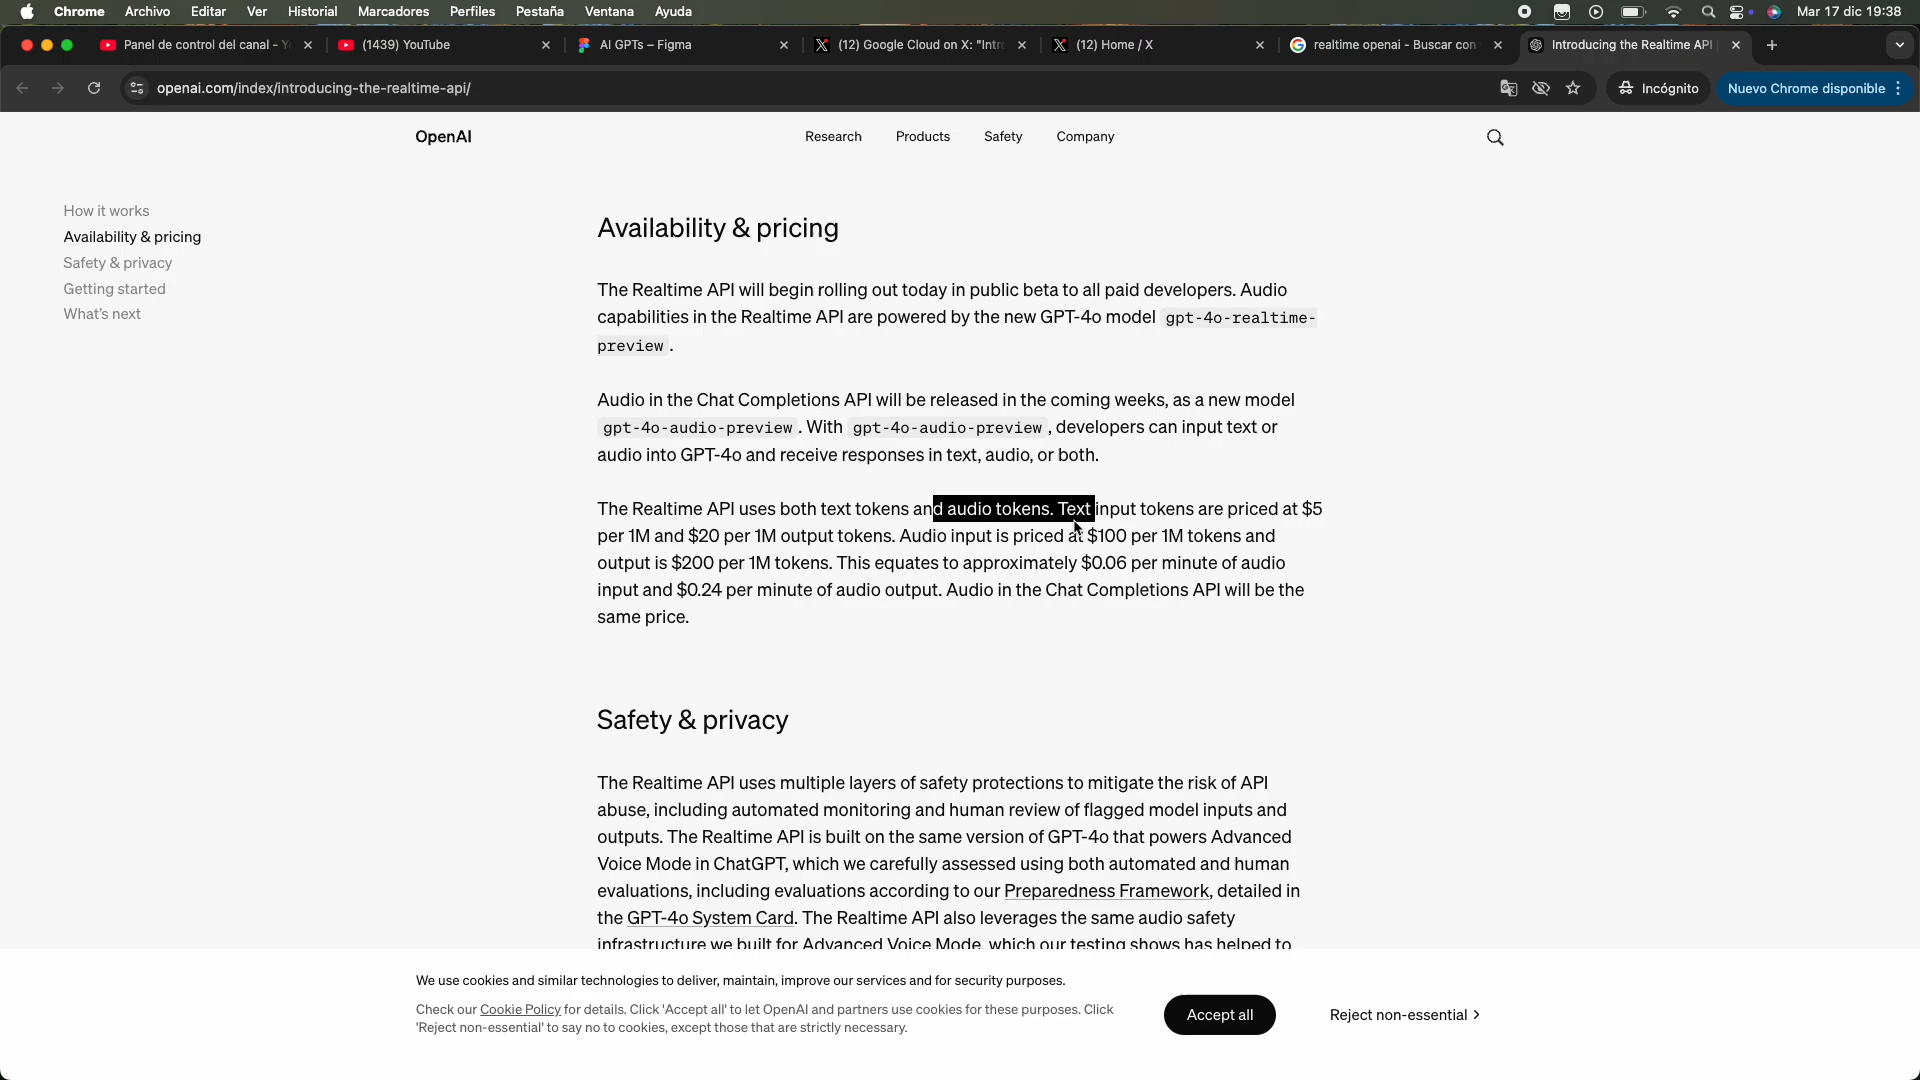 Chrome Archivo Editar Ver Historial Marcadores Perfiles Pestaña Ventana Ayuda Mar 17 dic 19:38
Panel de control del canal - Y (1439) YouTube AI GPTs – Figma (12) Google Cloud on X: "Intr (12) Home / X realtime openai - Buscar con Introducing the Realtime API
openai.com/index/introducing-the-realtime-api/ Incógnito Nuevo Chrome disponible
OpenAI Research Products Safety Company
How it works
Availability & pricing
Safety & privacy
Getting started
What's next
Availability & pricing
The Realtime API will begin rolling out today in public beta to all paid developers. Audio
capabilities in the Realtime API are powered by the new GPT-4o model gpt-4o-realtime-
preview.
Audio in the Chat Completions API will be released in the coming weeks, as a new model
gpt-4o-audio-preview. With gpt-4o-audio-preview, developers can input text or
audio into GPT-4o and receive responses in text, audio, or both.
The Realtime API uses both text tokens and audio tokens. Text input tokens are priced at $5
per 1M and $20 per 1M output tokens. Audio input is priced at $100 per 1M tokens and
output is $200 per 1M tokens. This equates to approximately $0.06 per minute of audio
input and $0.24 per minute of audio output. Audio in the Chat Completions API will be the
same price.
Safety & privacy
The Realtime API uses multiple layers of safety protections to mitigate the risk of API
abuse, including automated monitoring and human review of flagged model inputs and
outputs. The Realtime API is built on the same version of GPT-4o that powers Advanced
Voice Mode in ChatGPT, which we carefully assessed using both automated and human
evaluations, including evaluations according to our Preparedness Framework, detailed in
the GPT-4o System Card. The Realtime API also leverages the same audio safety
infrastructure we built for Advanced Voice Mode, which our testing shows has helped to
We use cookies and similar technologies to deliver, maintain, improve our services and for security purposes.
Check our Cookie Policy for details. Click 'Accept all' to let OpenAI and partners use cookies for these purposes. Click
'Reject non-essential' to say no to cookies, except those that are strictly necessary.
Accept all
Reject non-essential